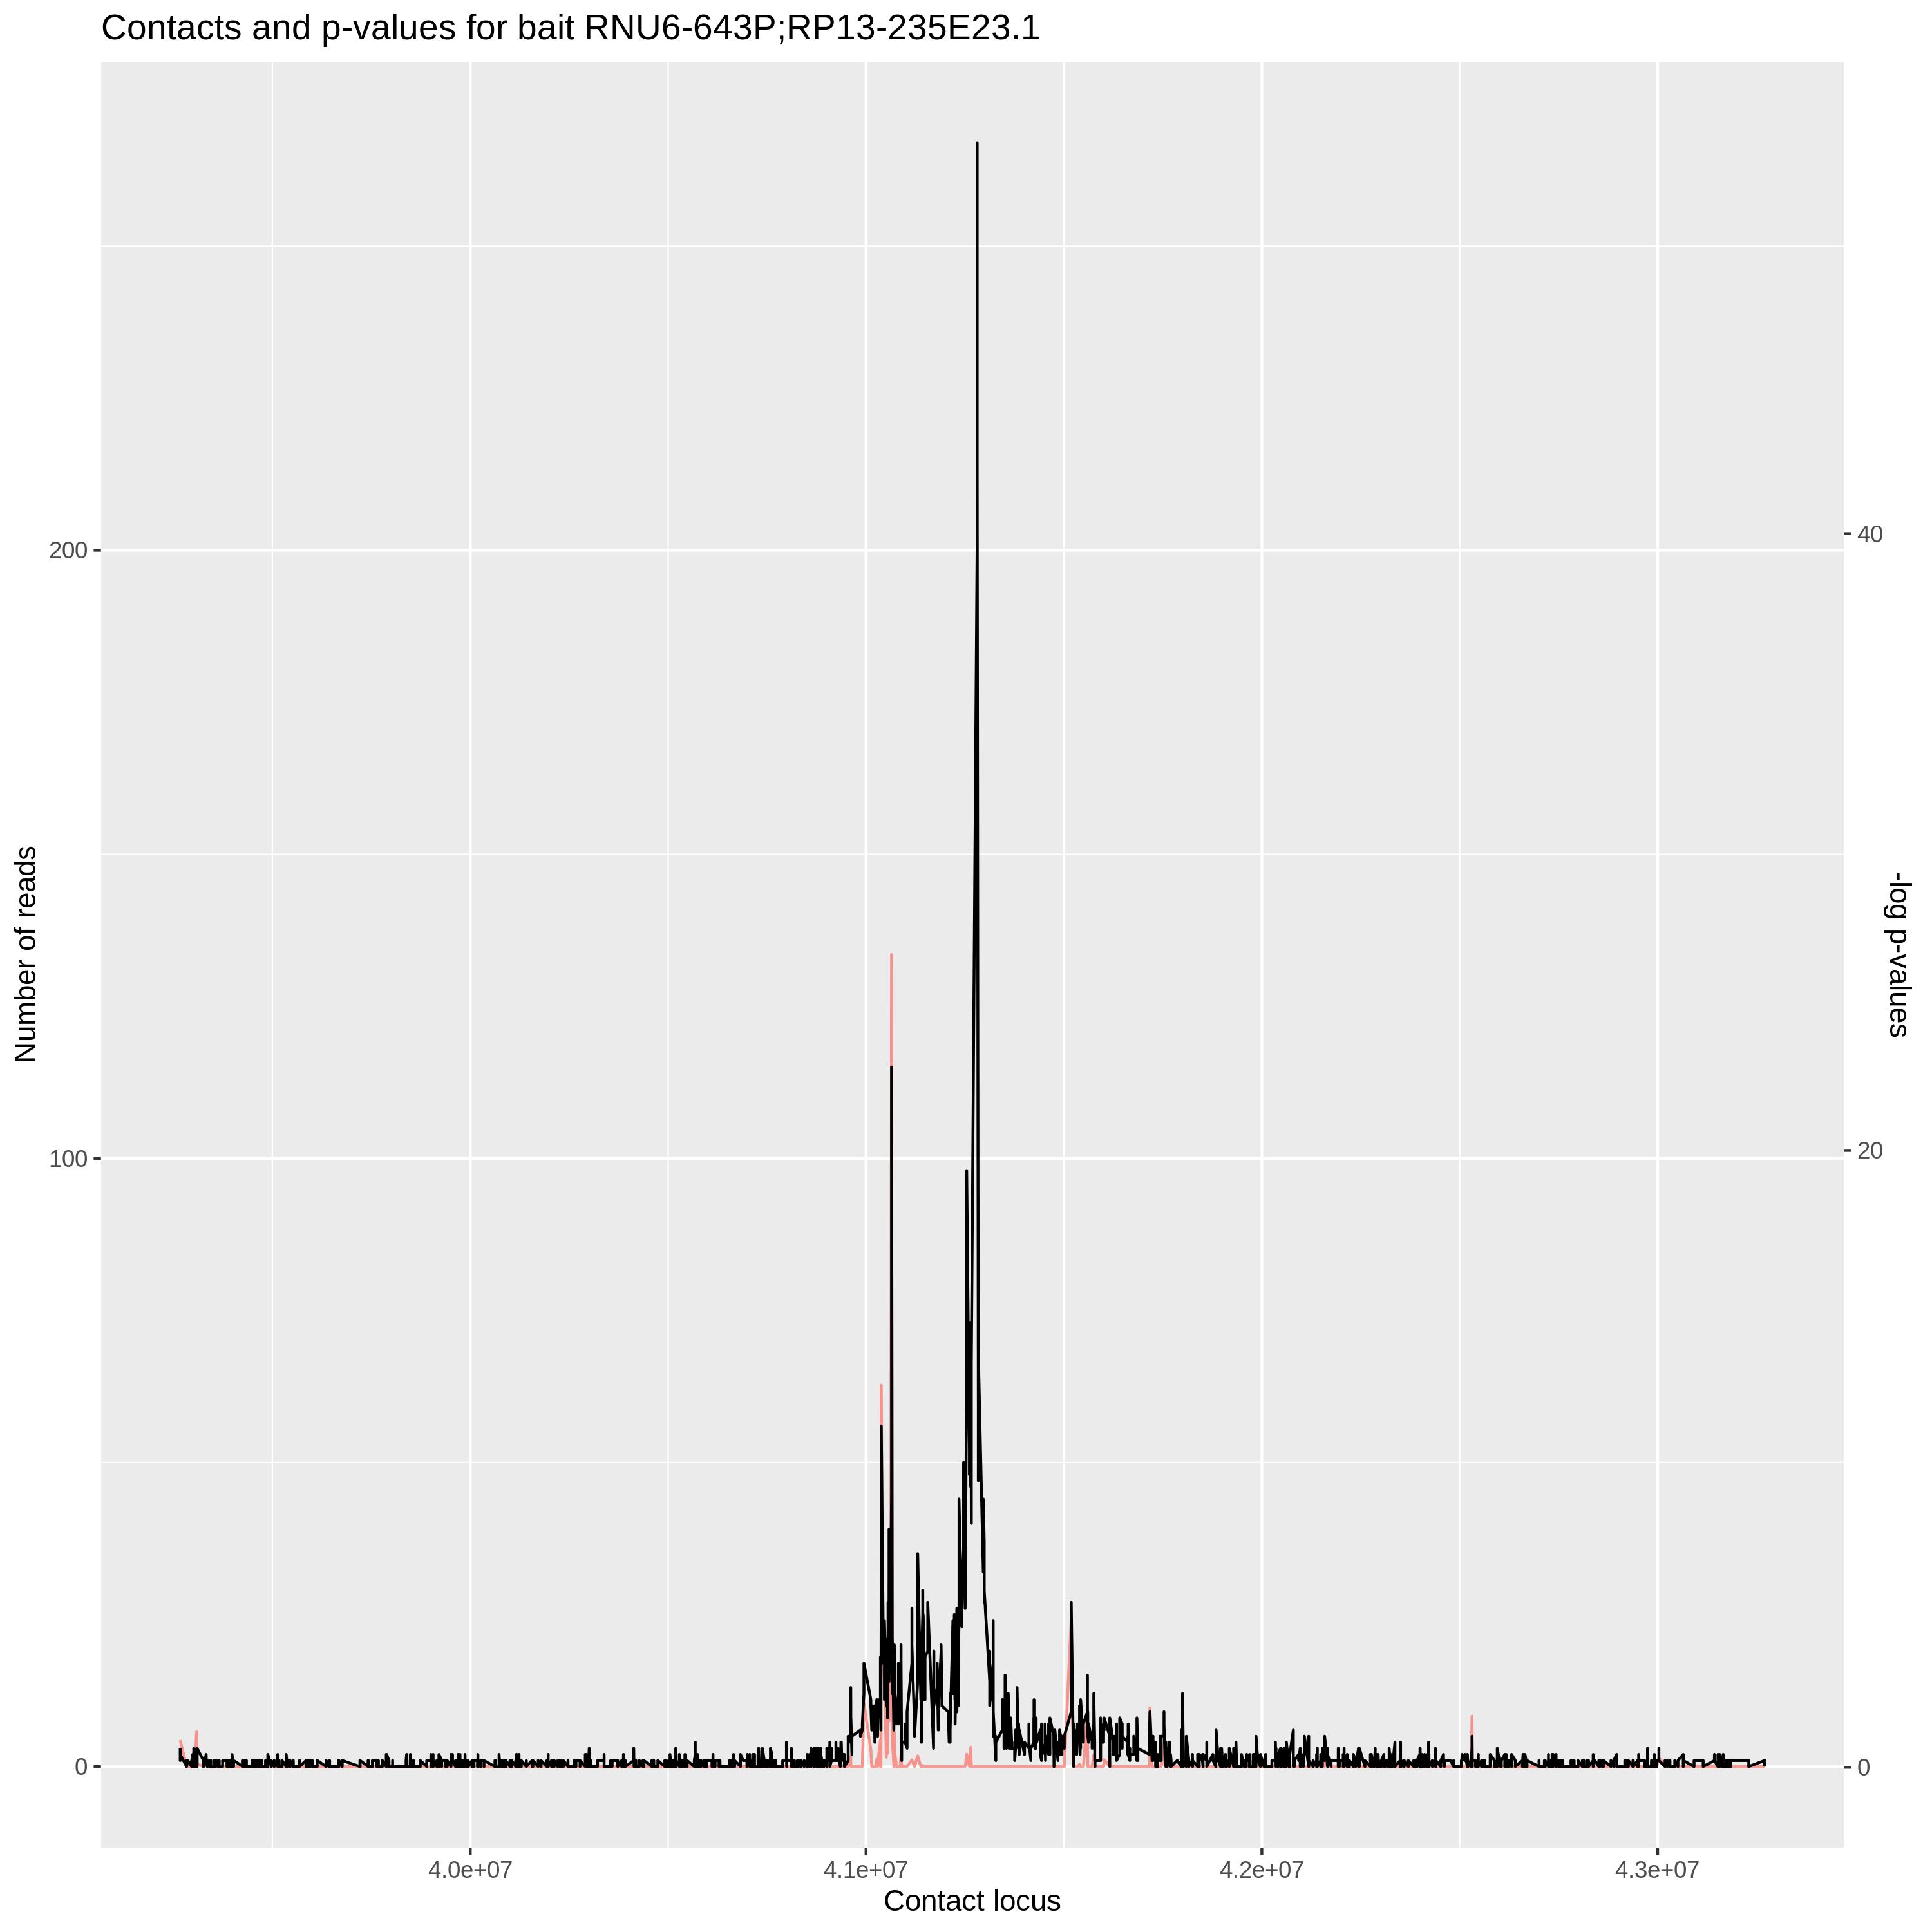 Contacts and p-values for bait RNU6-643P;RP13-235E23.1
Number of reads
200
100
0
40
20
0
-log p-values
4.0e+07
4.1e+07
4.2e+07
4.3e+07
Contact locus